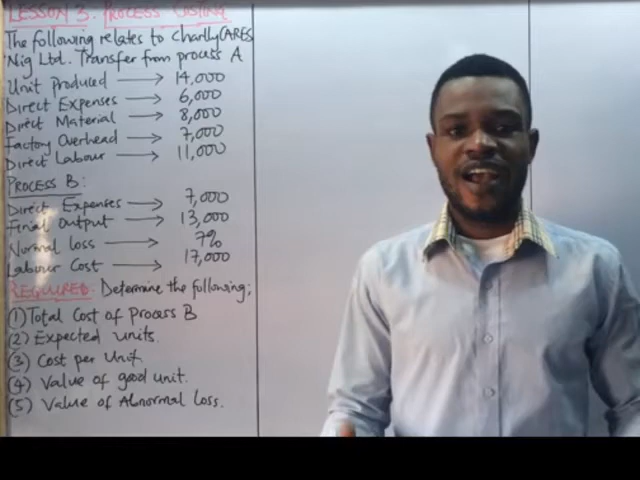 LESSON 3: PROCESS COSTING
The following relates to CharllyCARES
Nig Ltd. Transfer from process A
Unit Produced → 14,000
Direct Expenses → 6,000
Direct Material → 8,000
Factory Overhead → 7,000
Direct Labour → 11,000
PROCESS B:
Direct Expenses → 7,000
Final Output → 13,000
Normal loss → 7%
Labour Cost → 17,000
REQUIRED: Determine the following;
(1) Total Cost of Process B
(2) Expected units.
(3) Cost per Unit.
(4) Value of good unit.
(5) Value of Abnormal Loss.